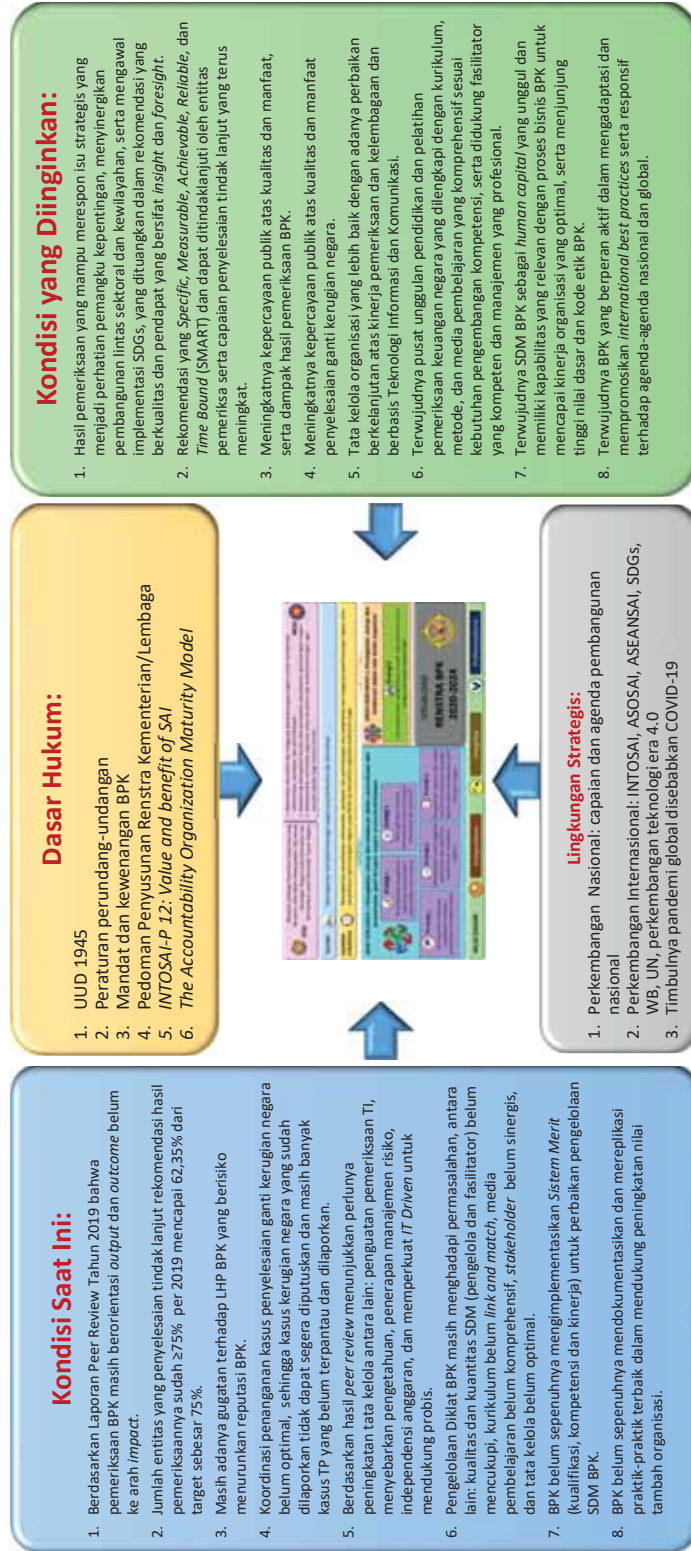 Kondisi Saat Ini:
1. Berdasarkan Laporan Peer Review Tahun 2019 bahwa
pemeriksaan BPK masih berorientasi output dan outcome belum
ke arah impact.
2. Jumlah entitas yang penyelesaian tindak lanjut rekomendasi hasil
pemeriksaannya sudah ≥75% per 2019 mencapai 62,35% dari
target sebesar 75%.
3. Masih adanya gugatan terhadap LHP BPK yang berisiko
menurunkan reputasi BPK.
4. Koordinasi penanganan kasus penyelesaian ganti kerugian negara
belum optimal, sehingga kasus kerugian negara yang sudah
dilaporkan tidak dapat segera diputuskan dan masih banyak
kasus TP yang belum terpantau dan dilaporkan.
5. Berdasarkan hasil peer review menunjukkan perlunya
peningkatan tata kelola antara lain: penguatan pemeriksaan TI,
menyebarkan pengetahuan, penerapan manajemen risiko,
independensi anggaran, dan memperkuat IT Driven untuk
mendukung probis.
6. Pengelolaan Diklat BPK masih menghadapi permasalahan, antara
lain: kualitas dan kuantitas SDM (pengelola dan fasilitator) belum
mencukupi, kurikulum belum link and match, media
pembelajaran belum komprehensif, stakeholder belum sinergis,
dan tata kelola belum optimal.
7. BPK belum sepenuhnya mengimplementasikan Sistem Merit
(kualifikasi, kompetensi dan kinerja) untuk perbaikan pengelolaan
SDM BPK.
8. BPK belum sepenuhnya mendokumentasikan dan mereplikasi
praktik-praktik terbaik dalam mendukung peningkatan nilai
tambah organisasi.
Dasar Hukum:
1. UUD 1945
2. Peraturan perundang-undangan
3. Mandat dan kewenangan BPK
4. Pedoman Penyusunan Renstra Kementerian/Lembaga
5. INTOSAI-P 12: Value and benefit of SAI
6. The Accountability Organization Maturity Model
RENSTRA BPK
2020-2024
Lingkungan Strategis:
1. Perkembangan Nasional: capaian dan agenda pembangunan
nasional
2. Perkembangan Internasional: INTOSAI, ASOSAI, ASEANSAI, SDGs,
WB, UN, perkembangan teknologi era 4.0
3. Timbulnya pandemi global disebabkan COVID-19
Kondisi yang Diinginkan:
1. Hasil pemeriksaan yang mampu merespon isu strategis yang
menjadi perhatian pemangku kepentingan, menyinergikan
pembangunan lintas sektoral dan kewilayahan, serta mengawal
implementasi SDGs, yang dituangkan dalam rekomendasi yang
berkualitas dan pendapat yang bersifat insight dan foresight.
2. Rekomendasi yang Specific, Measurable, Achievable, Reliable, dan
Time Bound (SMART) dan dapat ditindaklanjuti oleh entitas
pemeriksa serta capaian penyelesaian tindak lanjut yang terus
meningkat.
3. Meningkatnya kepercayaan publik atas kualitas dan manfaat,
serta dampak hasil pemeriksaan BPK.
4. Meningkatnya kepercayaan publik atas kualitas dan manfaat
penyelesaian ganti kerugian negara.
5. Tata kelola organisasi yang lebih baik dengan adanya perbaikan
berkelanjutan atas kinerja pemeriksaan dan kelembagaan dan
berbasis Teknologi Informasi dan Komunikasi.
6. Terwujudnya pusat unggulan pendidikan dan pelatihan
pemeriksaan keuangan negara yang dilengkapi dengan kurikulum,
metode, dan media pembelajaran yang komprehensif sesuai
kebutuhan pengembangan kompetensi, serta didukung fasilitator
yang kompeten dan manajemen yang profesional.
7. Terwujudnya SDM BPK sebagai human capital yang unggul dan
memiliki kapabilitas yang relevan dengan proses bisnis BPK untuk
mencapai kinerja organisasi yang optimal, serta menjunjung
tinggi nilai dasar dan kode etik BPK.
8. Terwujudnya BPK yang berperan aktif dalam mengadaptasi dan
mempromosikan international best practices serta responsif
terhadap agenda-agenda nasional dan global.